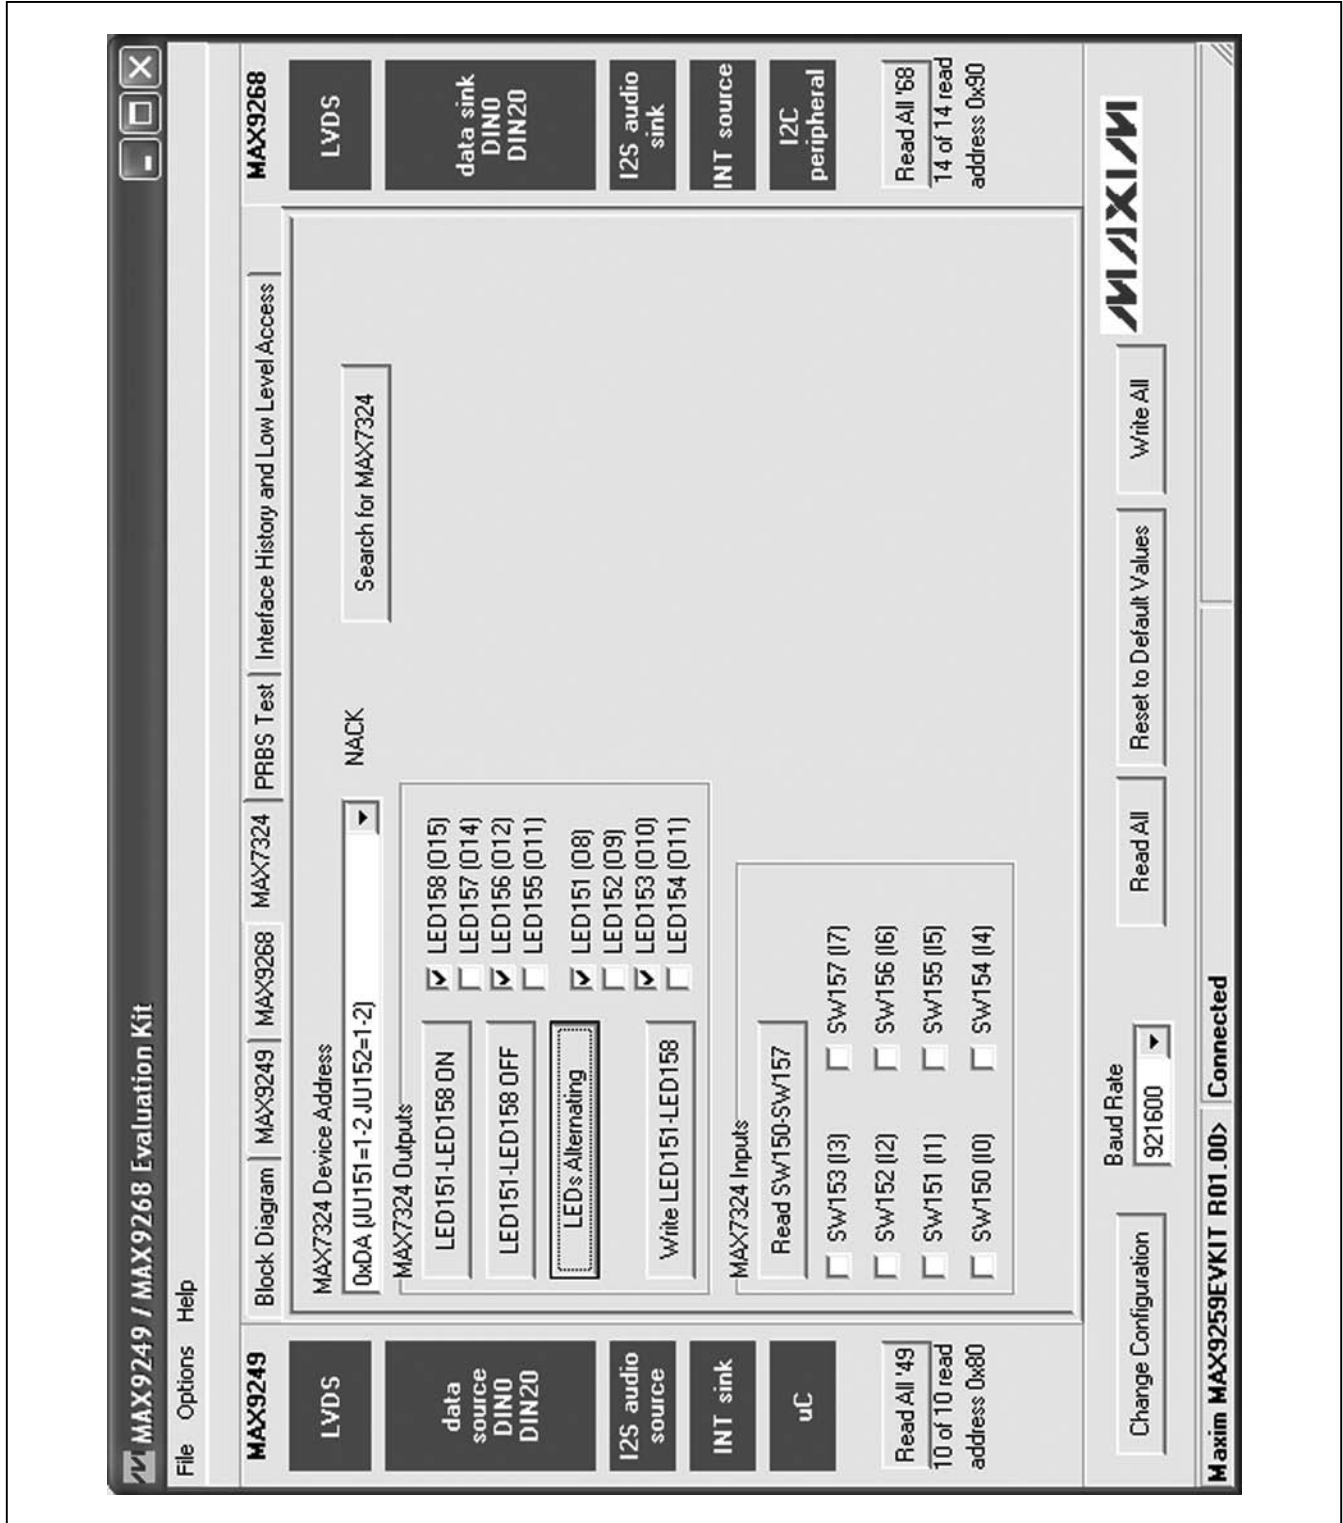 MAX9249 / MAX9268 Evaluation Kit
File Options Help
MAX9249
LVDS
data
source
DIN0
DIN20
I2S audio
source
INT sink
uC
Read All '49
10 of 10 read
address 0x80
Block Diagram MAX9249 MAX9268 MAX7324 PRBS Test Interface History and Low Level Access
MAX7324 Device Address
0xDA (JU151=1-2 JU152=1-2) NACK Search for MAX7324
MAX7324 Outputs
LED151-LED158 ON
LED151-LED158 OFF
LEDs Alternating
Write LED151-LED158
LED158 (O15)
LED157 (O14)
LED156 (O12)
LED155 (O11)
LED151 (O8)
LED152 (O9)
LED153 (O10)
LED154 (O11)
MAX7324 Inputs
Read SW150-SW157
SW153 (I3) SW157 (I7)
SW152 (I2) SW156 (I6)
SW151 (I1) SW155 (I5)
SW150 (I0) SW154 (I4)
MAX9268
LVDS
data sink
DIN0
DIN20
I2S audio
sink
INT source
I2C
peripheral
Read All '68
14 of 14 read
address 0x90
Change Configuration
Baud Rate
921600
Read All Reset to Default Values Write All MAXIM
Maxim MAX9259EVKIT R01.00> Connected